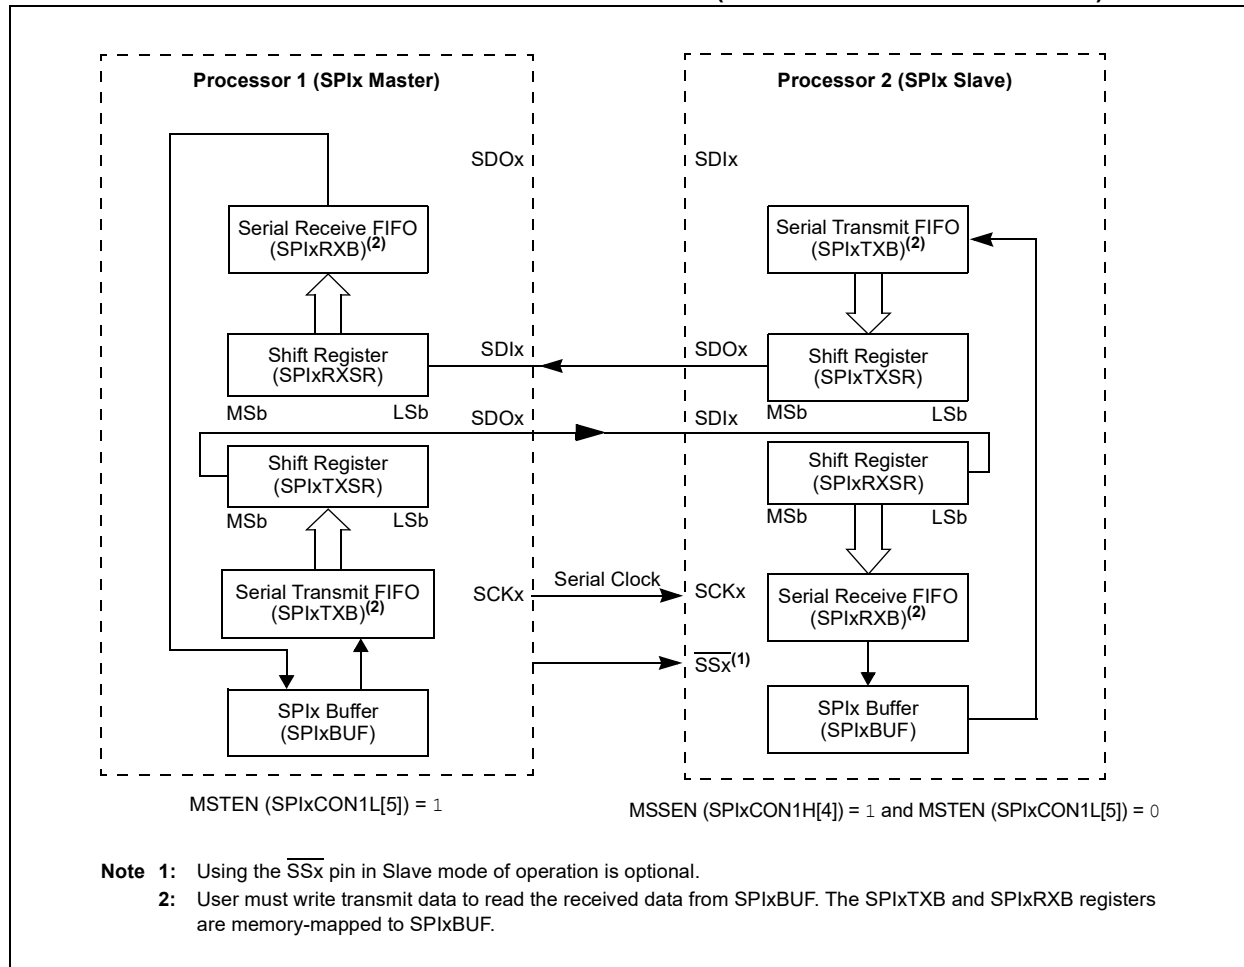 Processor 1 (SPIx Master)
Processor 2 (SPIx Slave)
SDOx
SDIx
Serial Receive FIFO
(SPIxRXB)(2)
Serial Transmit FIFO
(SPIxTXB)(2)
Shift Register
(SPIxRXSR)
SDIx
SDOx
Shift Register
(SPIxTXSR)
MSb
LSb
SDOx
SDIx
MSb
LSb
Shift Register
(SPIxTXSR)
Shift Register
(SPIxRXSR)
MSb
LSb
MSb
LSb
Serial Transmit FIFO
(SPIxTXB)(2)
SCKx
Serial Clock
SCKx
Serial Receive FIFO
(SPIxRXB)(2)
SSx(1)
SPIx Buffer
(SPIxBUF)
SPIx Buffer
(SPIxBUF)
MSTEN (SPIxCON1L[5]) = 1
MSSEN (SPIxCON1H[4]) = 1 and MSTEN (SPIxCON1L[5]) = 0
Note 1: Using the SSx pin in Slave mode of operation is optional.
2: User must write transmit data to read the received data from SPIxBUF. The SPIxTXB and SPIxRXB registers
are memory-mapped to SPIxBUF.